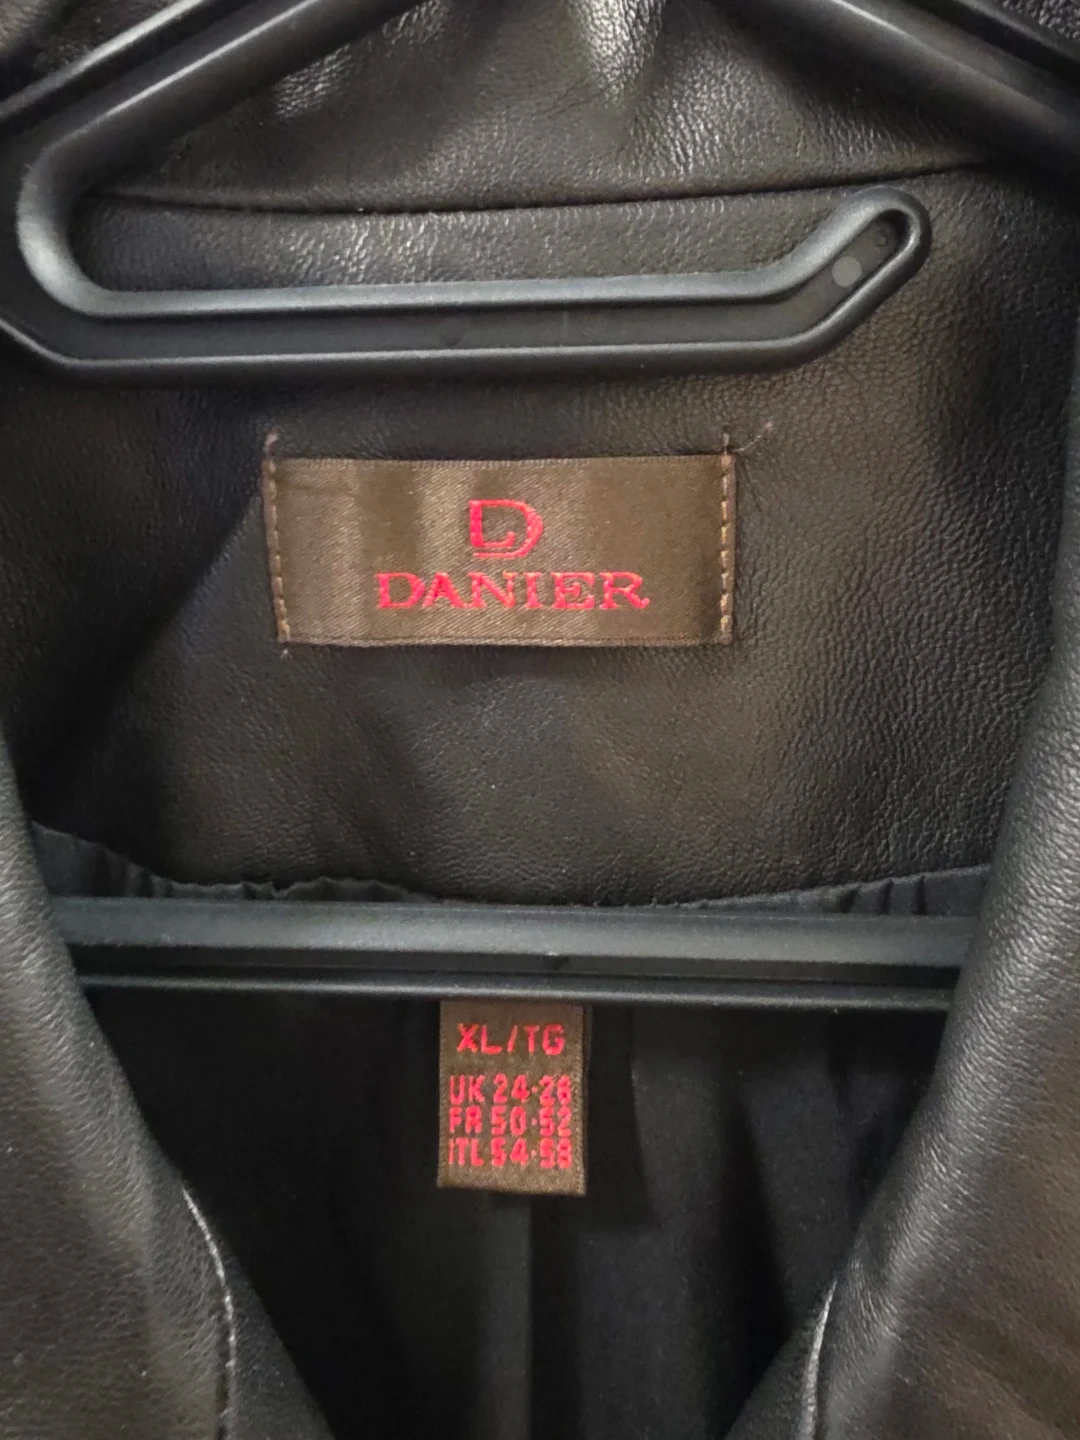 D
DANIER
XL/TG
UK 24-26
FR 50-52
ITL 54-58